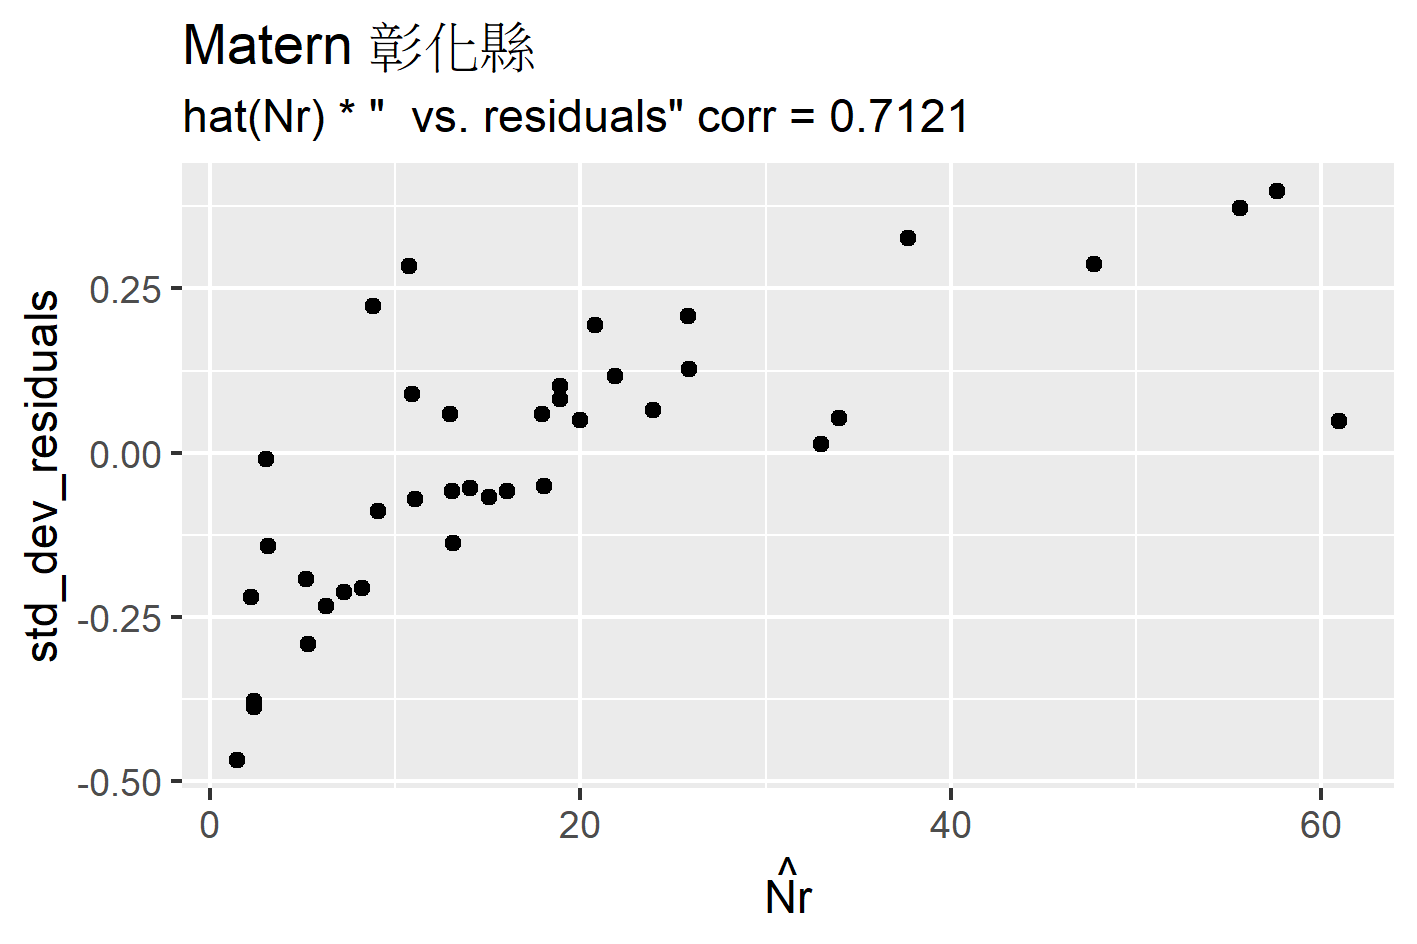 Matern 彰化縣
hat(Nr) * "  vs. residuals" corr = 0.7121
std_dev_residuals
0.25
0.00
-0.25
-0.50
0 20 40 60
N̂r